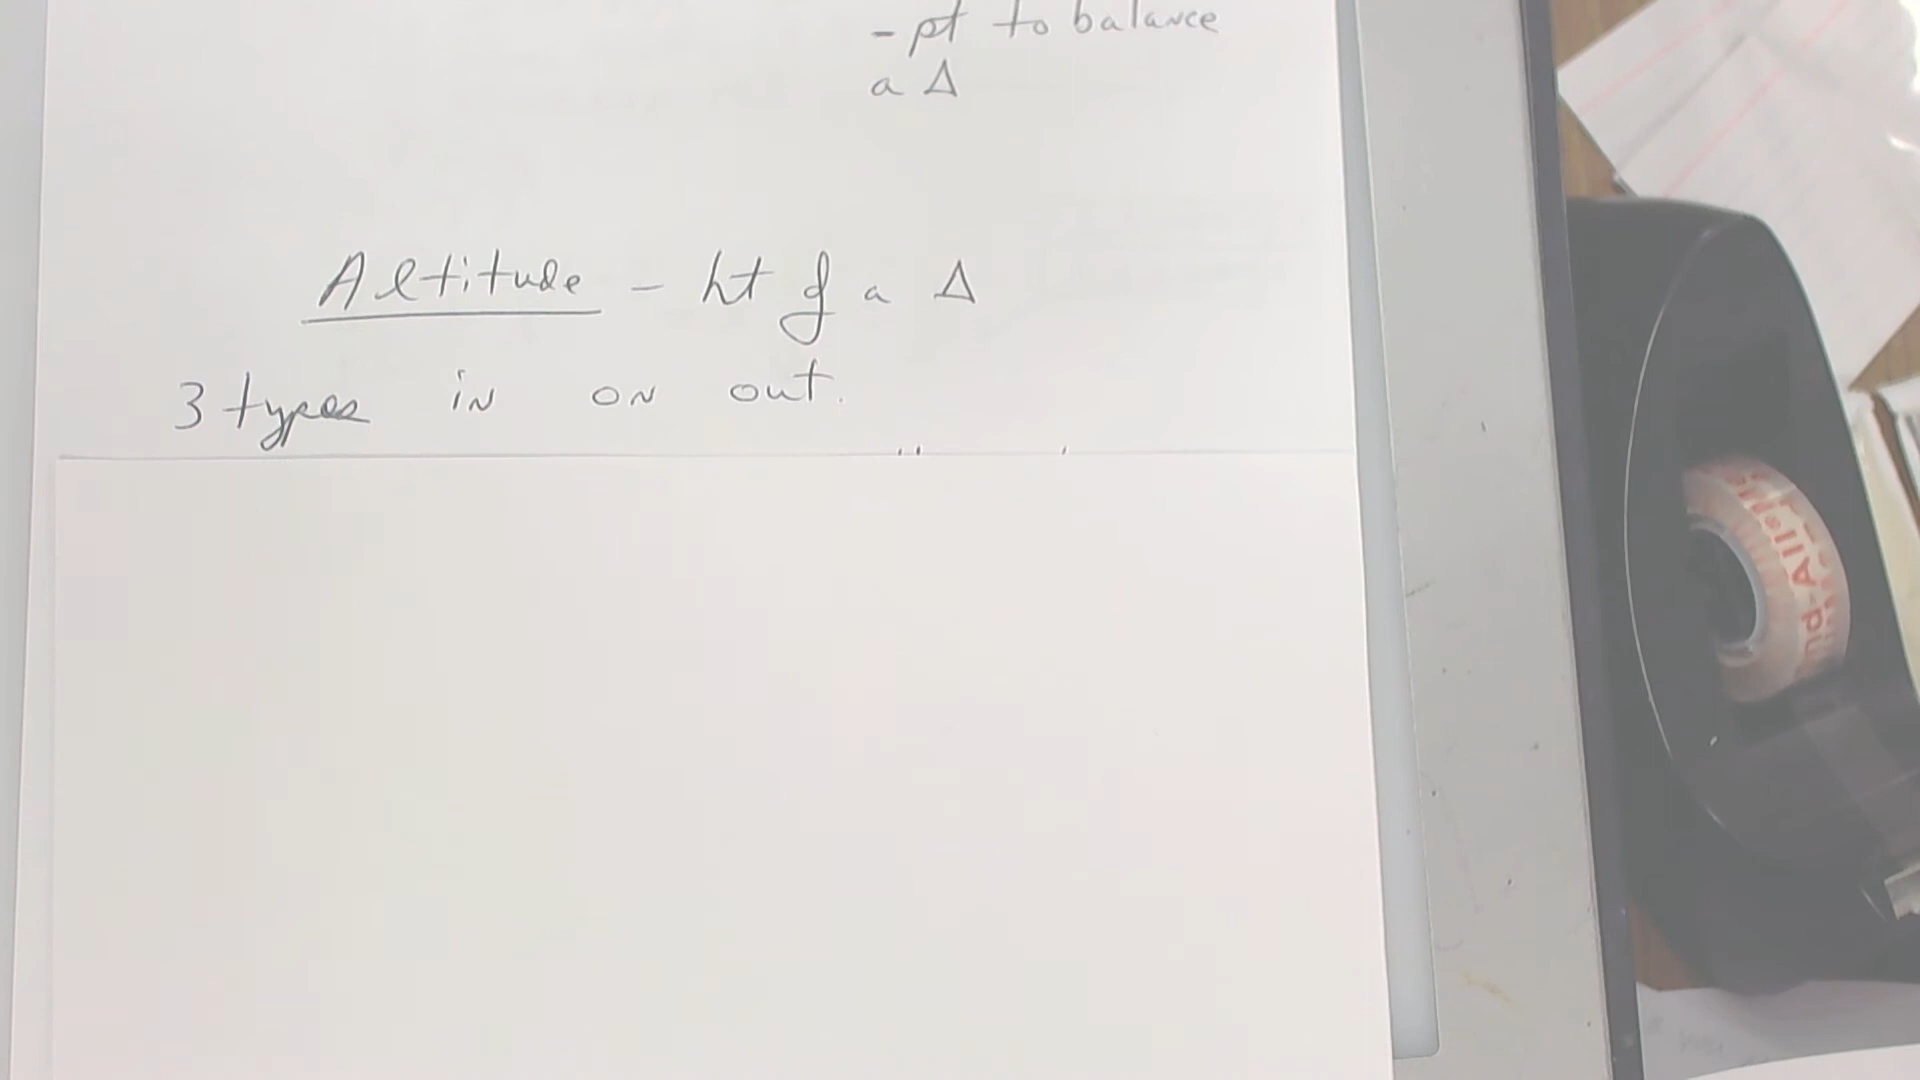 - pt to balance
a Δ
Altitude - ht of a Δ
3 types in on out.